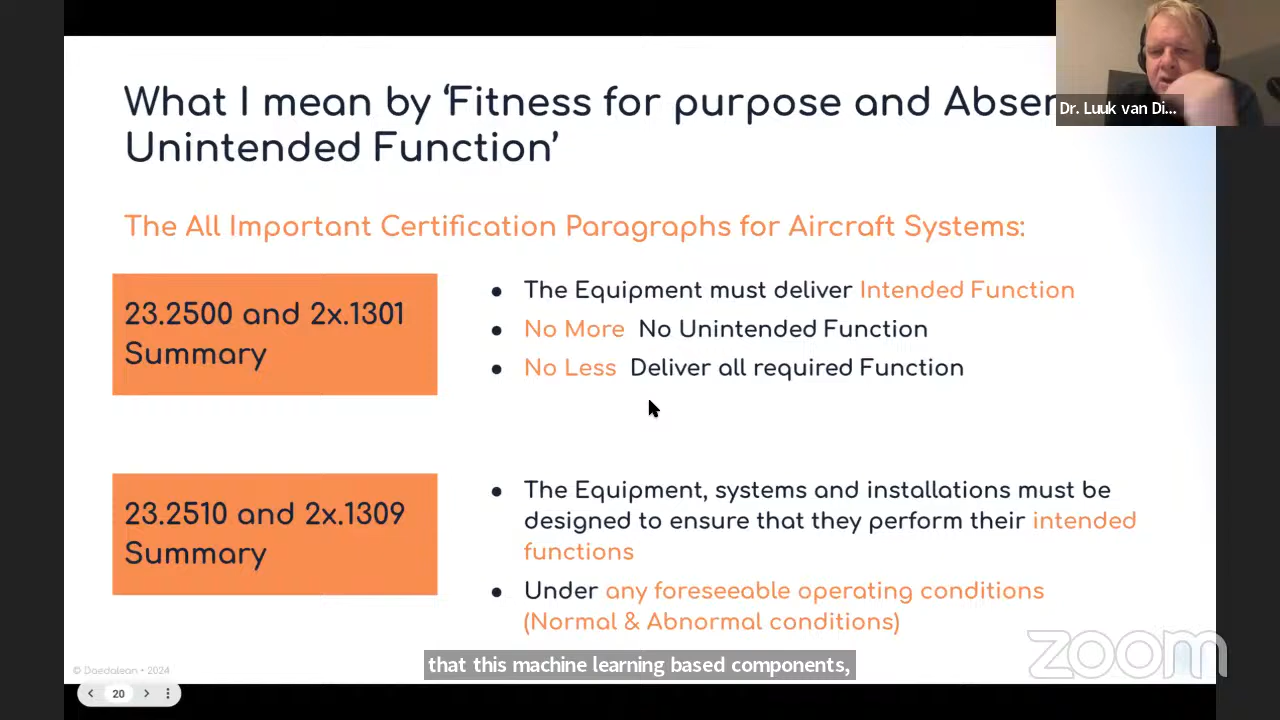 What I mean by ‘Fitness for purpose and Absen
Unintended Function’
Dr. Luuk van Di...
The All Important Certification Paragraphs for Aircraft Systems:
23.2500 and 2x.1301
Summary
• The Equipment must deliver Intended Function
• No More No Unintended Function
• No Less Deliver all required Function
23.2510 and 2x.1309
Summary
• The Equipment, systems and installations must be
designed to ensure that they perform their intended
functions
• Under any foreseeable operating conditions
(Normal & Abnormal conditions)
that this machine learning based components,
zoom
© Daedalean • 2024
20